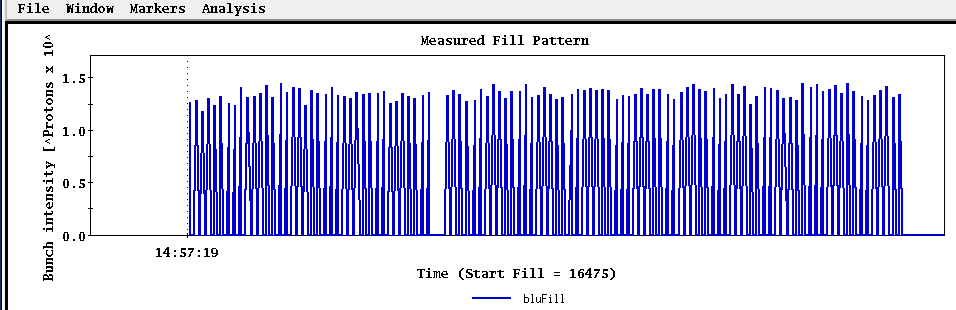 File Window Markers Analysis
Measured Fill Pattern
Bunch intensity [^Protons x 10^
1.5
1.0
0.5
0.0
14:57:19
Time (Start Fill = 16475)
bluFill